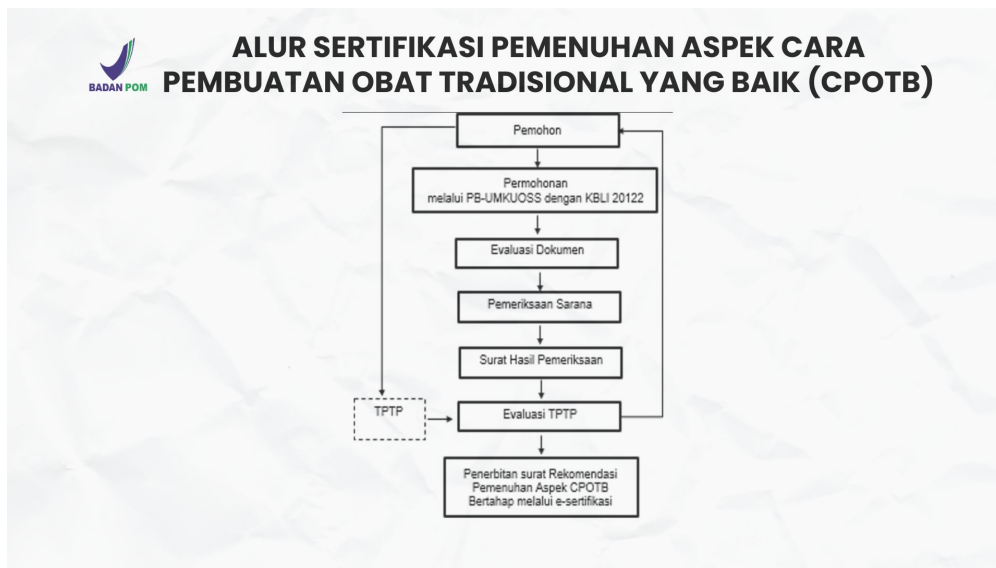 ALUR SERTIFIKASI PEMENUHAN ASPEK CARA
PEMBUATAN OBAT TRADISIONAL YANG BAIK (CPOTB)
BADAN POM
Pemohon
Permohonan
melalui PB-UMKUOSS dengan KBLI 20122
Evaluasi Dokumen
Pemeriksaan Sarana
Surat Hasil Pemeriksaan
TPTP
Evaluasi TPTP
Penerbitan surat Rekomendasi
Pemenuhan Aspek CPOTB
Bertahap melalui e-sertifikasi